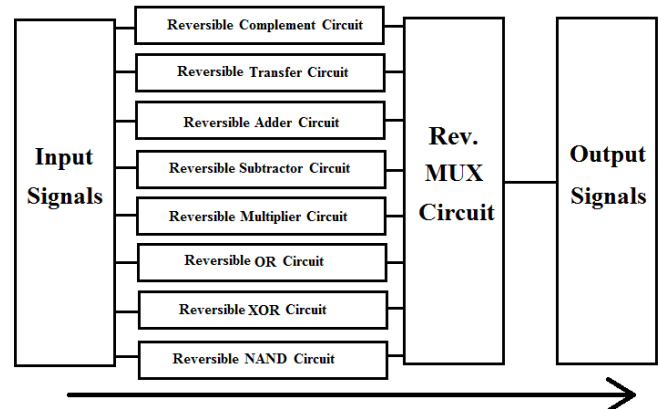 Input
Signals
Reversible Complement Circuit
Reversible Transfer Circuit
Reversible Adder Circuit
Reversible Subtractor Circuit
Reversible Multiplier Circuit
Reversible OR Circuit
Reversible XOR Circuit
Reversible NAND Circuit
Rev.
MUX
Circuit
Output
Signals